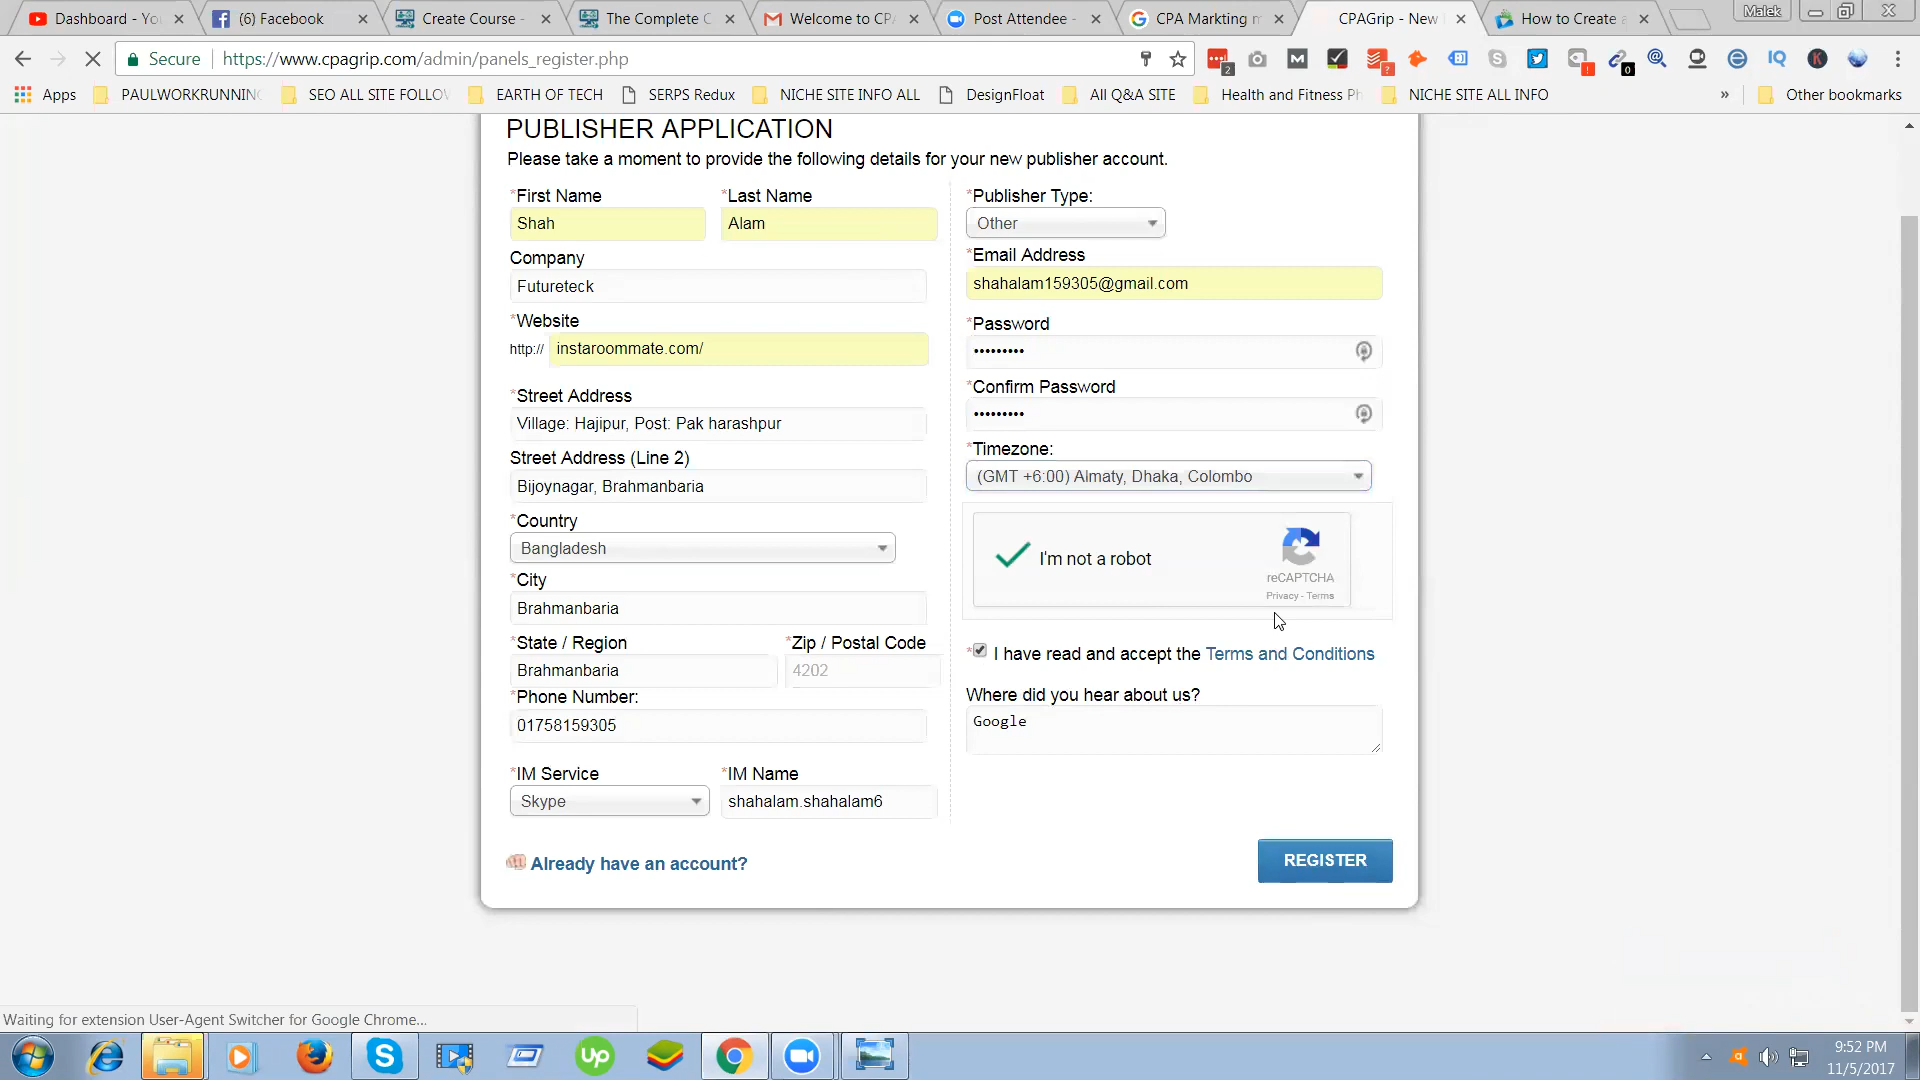 Dashboard - You
(6) Facebook
Create Course -
The Complete C
Welcome to CPA
Post Attendee -
CPA Markting m
CPAGrip - New
How to Create a
Malek
Secure
https://www.cpagrip.com/admin/panels_register.php
2
?
!
0
Apps
PAULWORKRUNNING
SEO ALL SITE FOLLOW
EARTH OF TECH
SERPS Redux
NICHE SITE INFO ALL
DesignFloat
All Q&A SITE
Health and Fitness Ph
NICHE SITE ALL INFO
»
Other bookmarks
PUBLISHER APPLICATION
Please take a moment to provide the following details for your new publisher account.
*First Name
*Last Name
Shah
Alam
Company
Futureteck
*Website
http://
instaroommate.com/
*Street Address
Village: Hajipur, Post: Pak harashpur
Street Address (Line 2)
Bijoynagar, Brahmanbaria
*Country
Bangladesh
*City
Brahmanbaria
*State / Region
*Zip / Postal Code
Brahmanbaria
4202
*Phone Number:
01758159305
*IM Service
*IM Name
Skype
shahalam.shahalam6
Already have an account?
*Publisher Type:
Other
*Email Address
shahalam159305@gmail.com
*Password
•••••••••
*Confirm Password
•••••••••
*Timezone:
(GMT +6:00) Almaty, Dhaka, Colombo
I'm not a robot
reCAPTCHA
Privacy - Terms
* I have read and accept the Terms and Conditions
Where did you hear about us?
Google
REGISTER
Waiting for extension User-Agent Switcher for Google Chrome...
Up
9:52 PM
11/5/2017